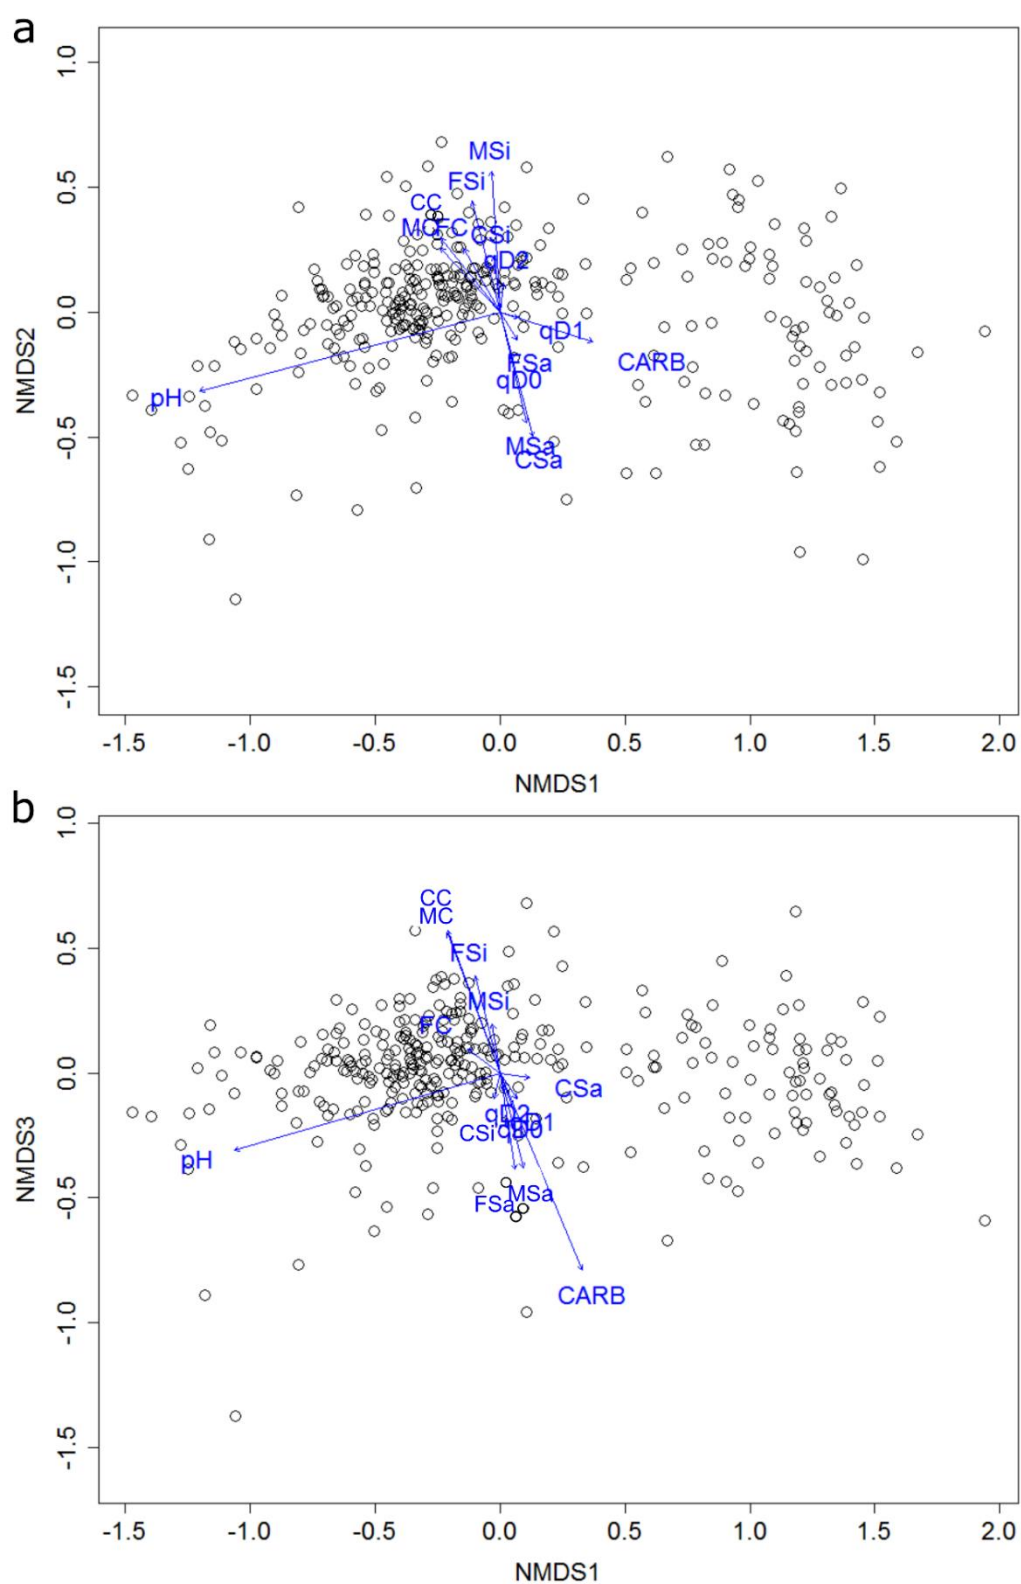 a
1.0
0.5
0.0
-0.5
-1.0
-1.5
NMDS2
MSi
FSi
CC
MC
FC
CSi
qD2
qD1
CARB
FSa
qD0
pH
MSa
CSa
-1.5 -1.0 -0.5 0.0 0.5 1.0 1.5 2.0
NMDS1
b
1.0
0.5
0.0
-0.5
-1.0
-1.5
NMDS3
CC
MC
FSi
MSi
FC
CSa
qD2
qD1
qD0
CSi
pH
MSa
FSa
CARB
-1.5 -1.0 -0.5 0.0 0.5 1.0 1.5 2.0
NMDS1